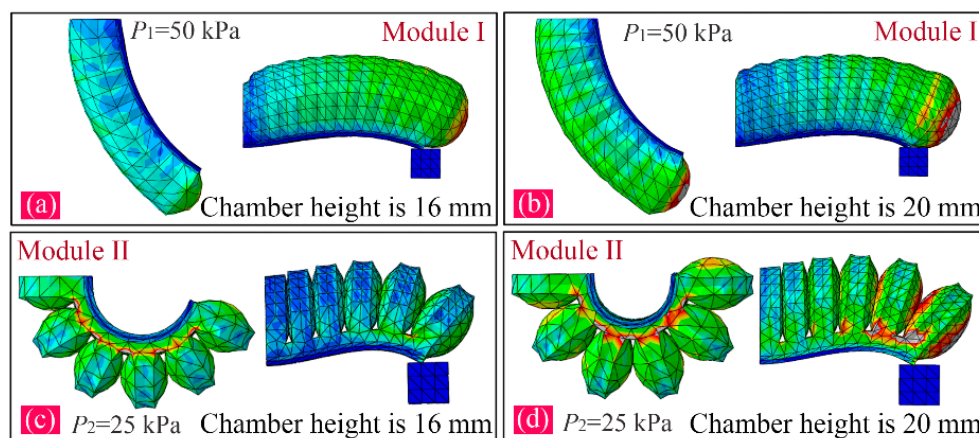 P1=50 kPa
Module I
(a)
Chamber height is 16 mm
P1=50 kPa
Module I
(b)
Chamber height is 20 mm
Module II
(c)
P2=25 kPa
Chamber height is 16 mm
Module II
(d)
P2=25 kPa
Chamber height is 20 mm